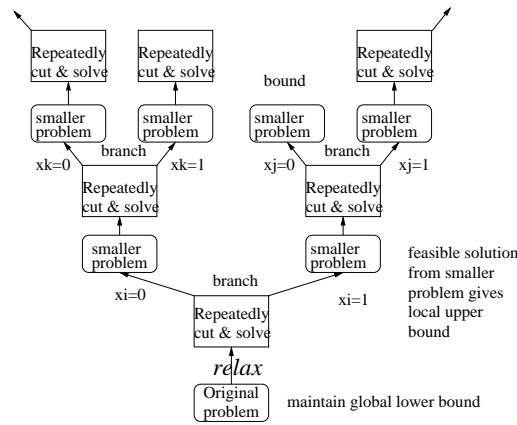 Repeatedly
cut & solve
Repeatedly
cut & solve
Repeatedly
cut & solve
bound
smaller
problem
smaller
problem
smaller
problem
smaller
problem
xk=0
branch
xk=1
xj=0
branch
xj=1
Repeatedly
cut & solve
Repeatedly
cut & solve
smaller
problem
smaller
problem
feasible solution
from smaller
problem gives
local upper
bound
branch
xi=0
xi=1
Repeatedly
cut & solve
relax
Original
problem
maintain global lower bound